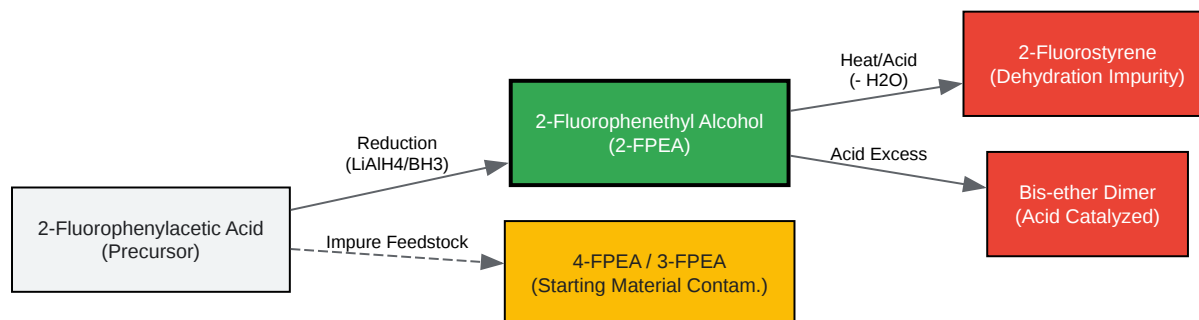 2-Fluorophenylacetic Acid
(Precursor)
Reduction
(LiAlH4/BH3)
Impure Feedstock
2-Fluorophenethyl Alcohol
(2-FPEA)
4-FPEA / 3-FPEA
(Starting Material Contam.)
Heat/Acid
(- H2O)
Acid Excess
2-Fluorostyrene
(Dehydration Impurity)
Bis-ether Dimer
(Acid Catalyzed)